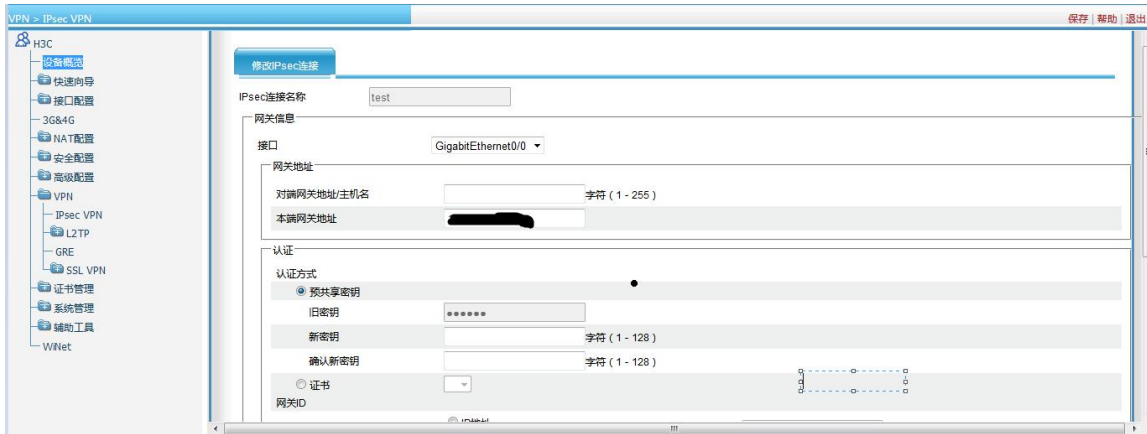 VPN > IPsec VPN
保存 | 帮助 | 退出
H3C
设备概览
快速向导
接口配置
3G&4G
NAT配置
安全配置
高级配置
VPN
IPsec VPN
L2TP
GRE
SSL VPN
证书管理
系统管理
辅助工具
WiNet
修改IPsec连接
IPsec连接名称 test
网关信息
接口 GigabitEthernet0/0
网关地址
对端网关地址/主机名 字符 ( 1 - 255 )
本端网关地址
认证
认证方式
预共享密钥
旧密钥 ●●●●●●
新密钥 字符 ( 1 - 128 )
确认新密钥 字符 ( 1 - 128 )
证书
网关ID